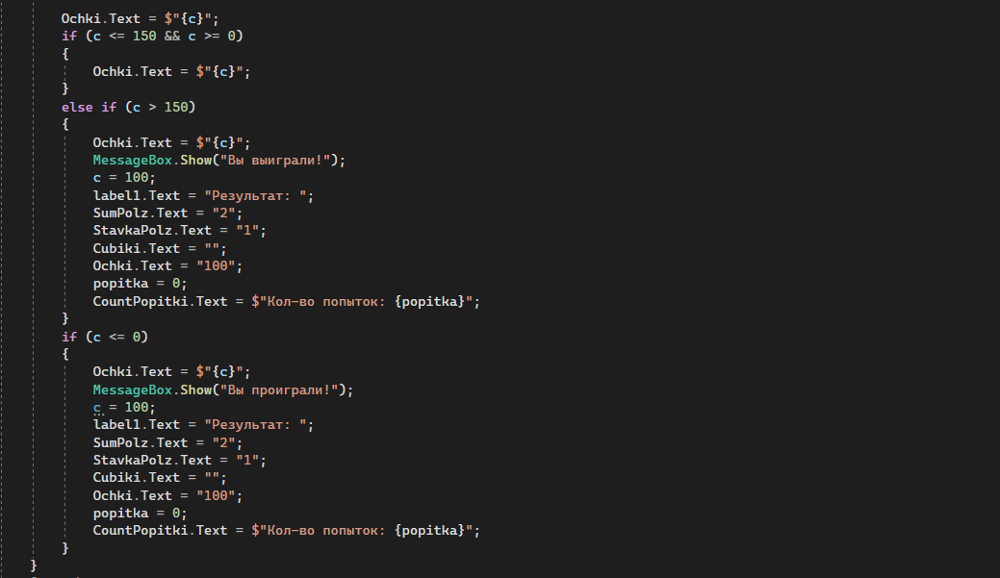 Ochki.Text = $"{c}";
if (c <= 150 && c >= 0)
{
Ochki.Text = $"{c}";
}
else if (c > 150)
{
Ochki.Text = $"{c}";
MessageBox.Show("Вы выиграли!");
c = 100;
label1.Text = "Результат: ";
SumPolz.Text = "2";
StavkaPolz.Text = "1";
Cubiki.Text = "";
Ochki.Text = "100";
popitka = 0;
CountPopitki.Text = $"Кол-во попыток: {popitka}";
}
if (c <= 0)
{
Ochki.Text = $"{c}";
MessageBox.Show("Вы проиграли!");
c = 100;
label1.Text = "Результат: ";
SumPolz.Text = "2";
StavkaPolz.Text = "1";
Cubiki.Text = "";
Ochki.Text = "100";
popitka = 0;
CountPopitki.Text = $"Кол-во попыток: {popitka}";
}
}